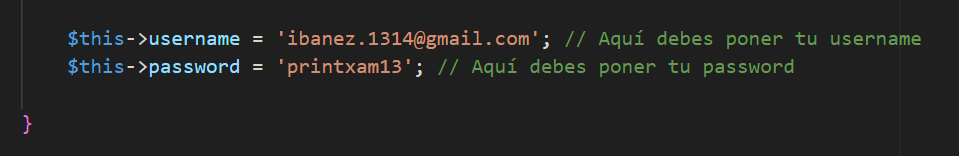 $this->username = 'ibanez.1314@gmail.com'; // Aquí debes poner tu username
$this->password = 'printxam13'; // Aquí debes poner tu password
}